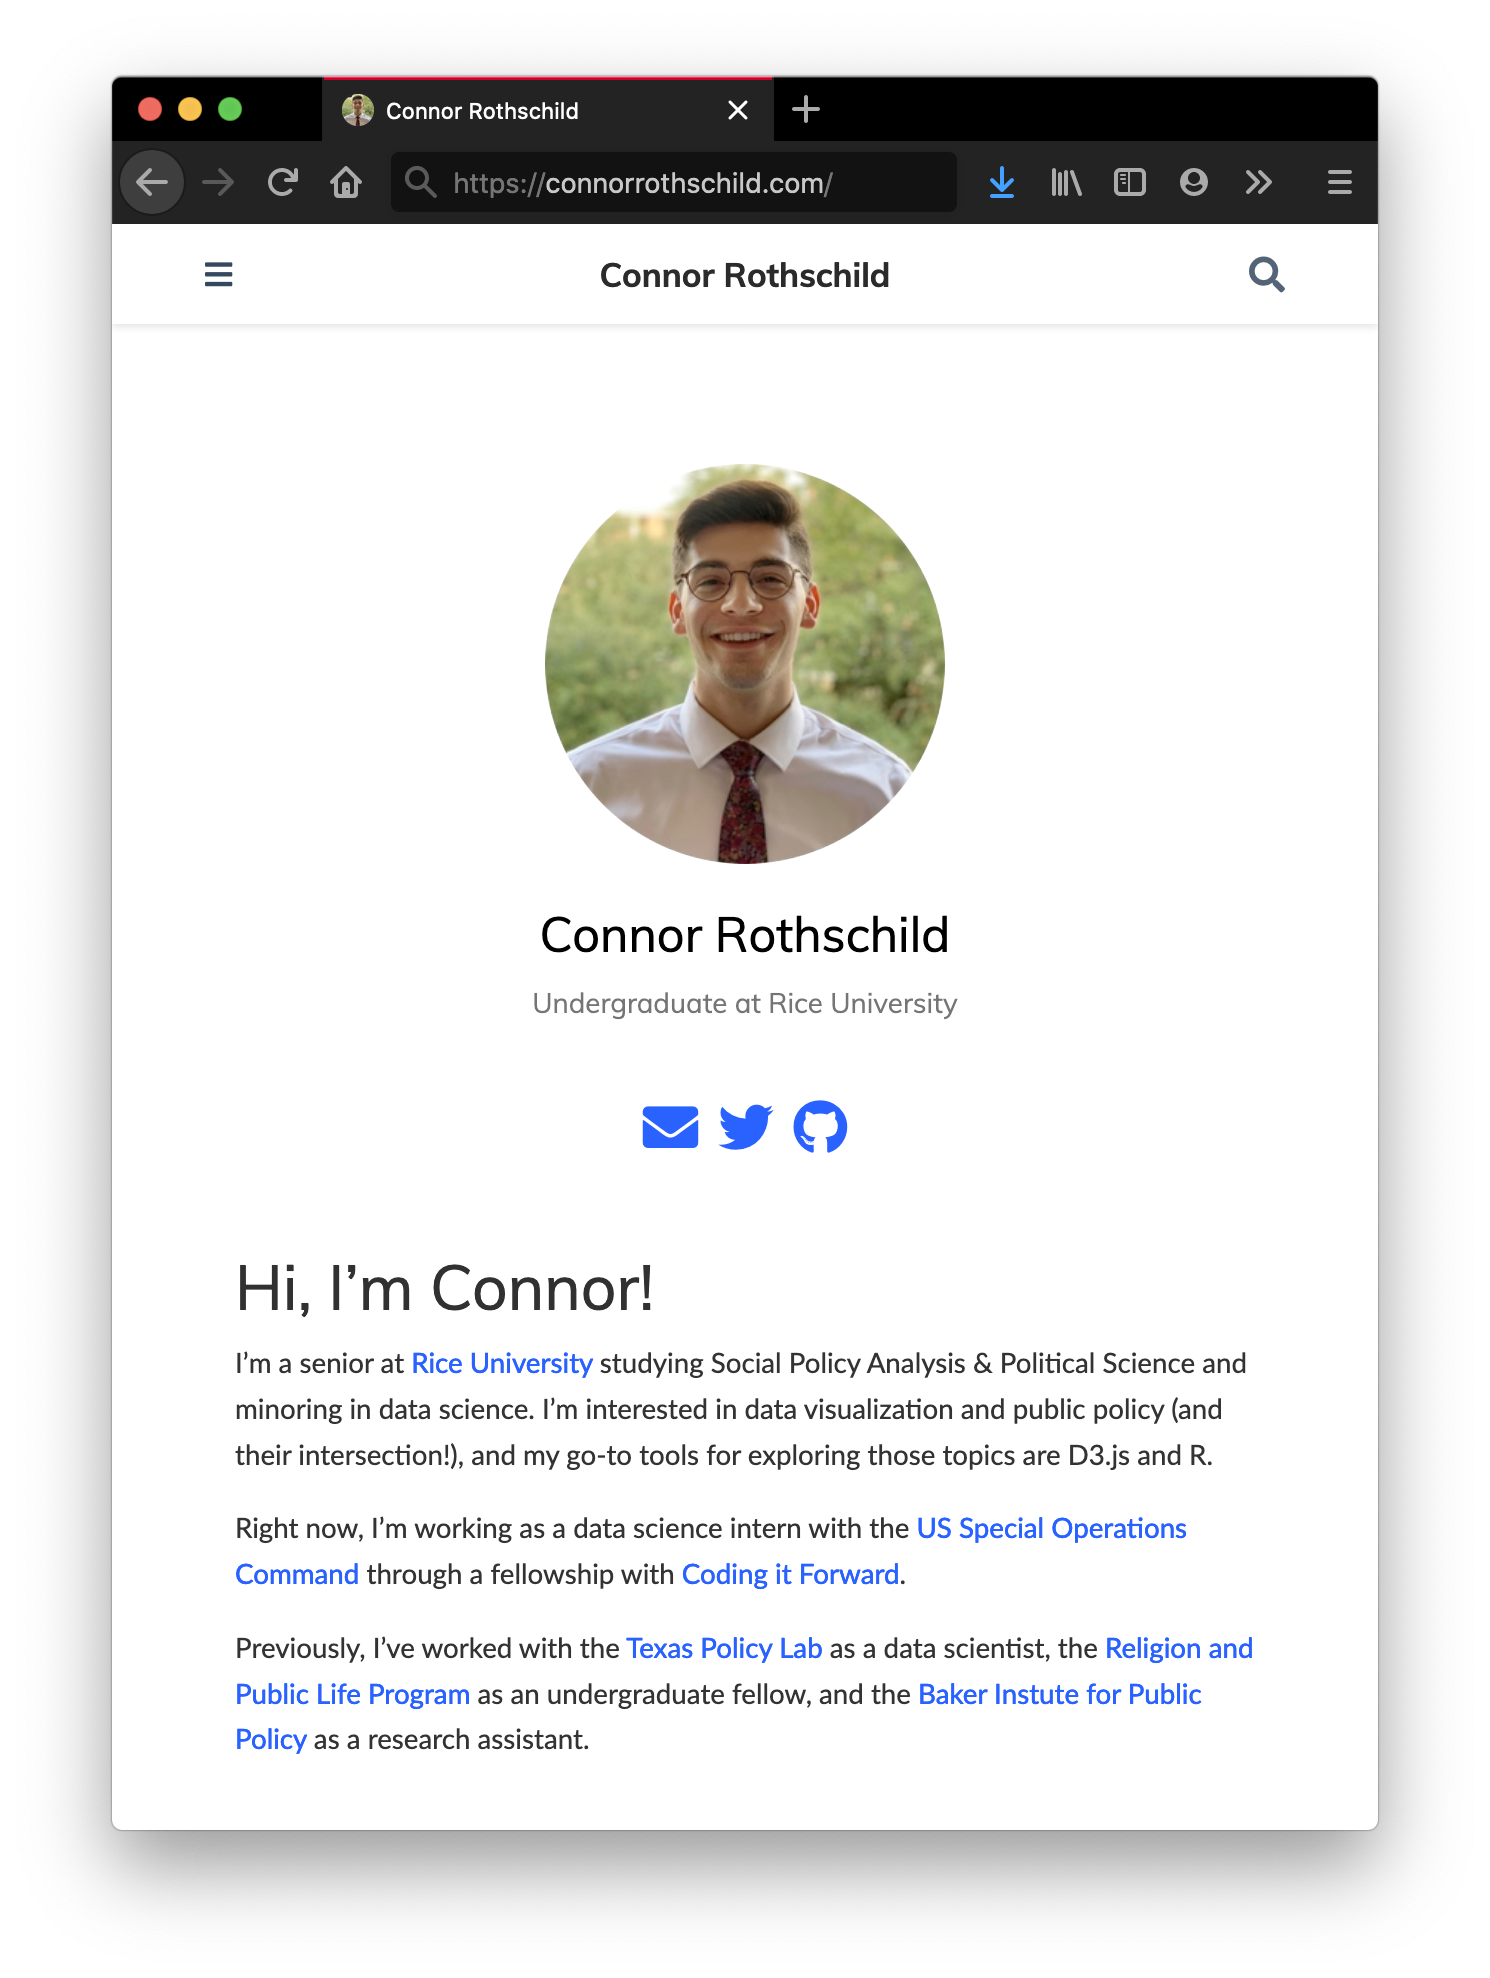 Connor Rothschild
https://connorrothschild.com/
Connor Rothschild
Connor Rothschild
Undergraduate at Rice University
Hi, I’m Connor!
I’m a senior at Rice University studying Social Policy Analysis & Political Science and
minoring in data science. I’m interested in data visualization and public policy (and
their intersection!), and my go-to tools for exploring those topics are D3.js and R.
Right now, I’m working as a data science intern with the US Special Operations
Command through a fellowship with Coding it Forward.
Previously, I’ve worked with the Texas Policy Lab as a data scientist, the Religion and
Public Life Program as an undergraduate fellow, and the Baker Instute for Public
Policy as a research assistant.